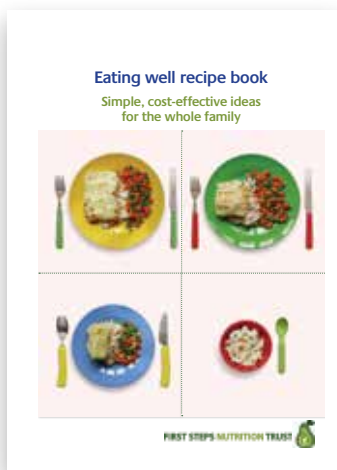 Eating well recipe book
Simple, cost-effective ideas
for the whole family
FIRST STEPS NUTRITION TRUST